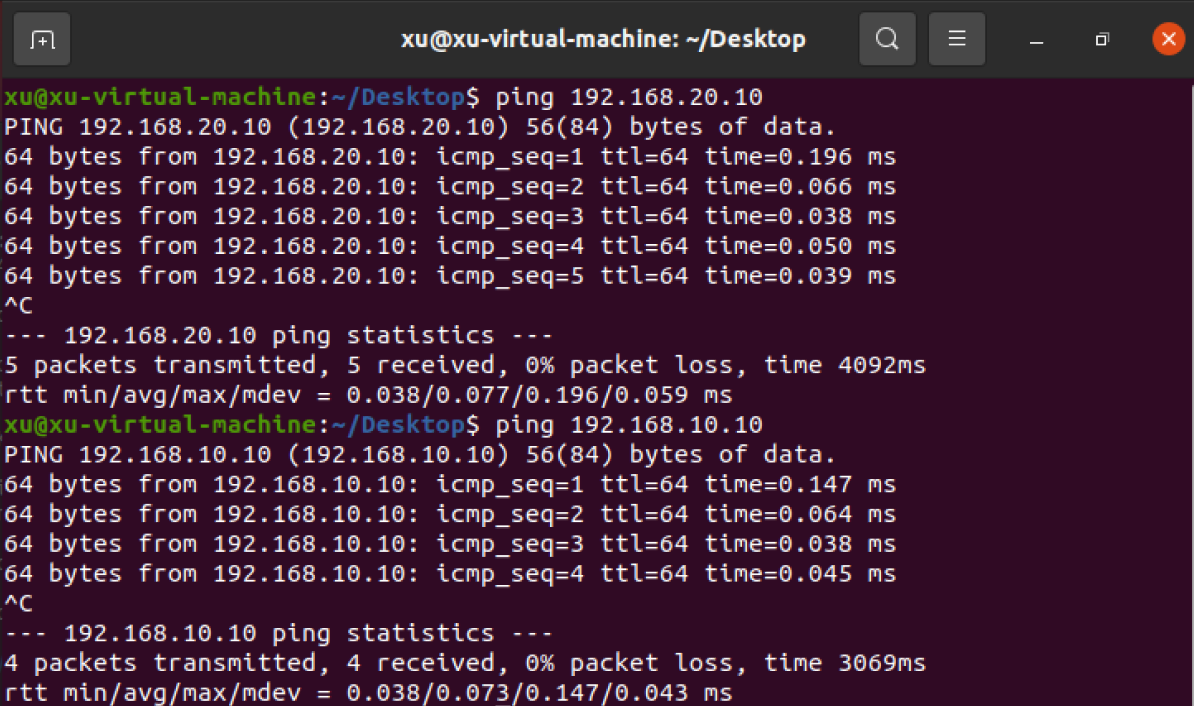 xu@xu-virtual-machine: ~/Desktop
xu@xu-virtual-machine:~/Desktop$ ping 192.168.20.10
PING 192.168.20.10 (192.168.20.10) 56(84) bytes of data.
64 bytes from 192.168.20.10: icmp_seq=1 ttl=64 time=0.196 ms
64 bytes from 192.168.20.10: icmp_seq=2 ttl=64 time=0.066 ms
64 bytes from 192.168.20.10: icmp_seq=3 ttl=64 time=0.038 ms
64 bytes from 192.168.20.10: icmp_seq=4 ttl=64 time=0.050 ms
64 bytes from 192.168.20.10: icmp_seq=5 ttl=64 time=0.039 ms
^C
--- 192.168.20.10 ping statistics ---
5 packets transmitted, 5 received, 0% packet loss, time 4092ms
rtt min/avg/max/mdev = 0.038/0.077/0.196/0.059 ms
xu@xu-virtual-machine:~/Desktop$ ping 192.168.10.10
PING 192.168.10.10 (192.168.10.10) 56(84) bytes of data.
64 bytes from 192.168.10.10: icmp_seq=1 ttl=64 time=0.147 ms
64 bytes from 192.168.10.10: icmp_seq=2 ttl=64 time=0.064 ms
64 bytes from 192.168.10.10: icmp_seq=3 ttl=64 time=0.038 ms
64 bytes from 192.168.10.10: icmp_seq=4 ttl=64 time=0.045 ms
^C
--- 192.168.10.10 ping statistics ---
4 packets transmitted, 4 received, 0% packet loss, time 3069ms
rtt min/avg/max/mdev = 0.038/0.073/0.147/0.043 ms